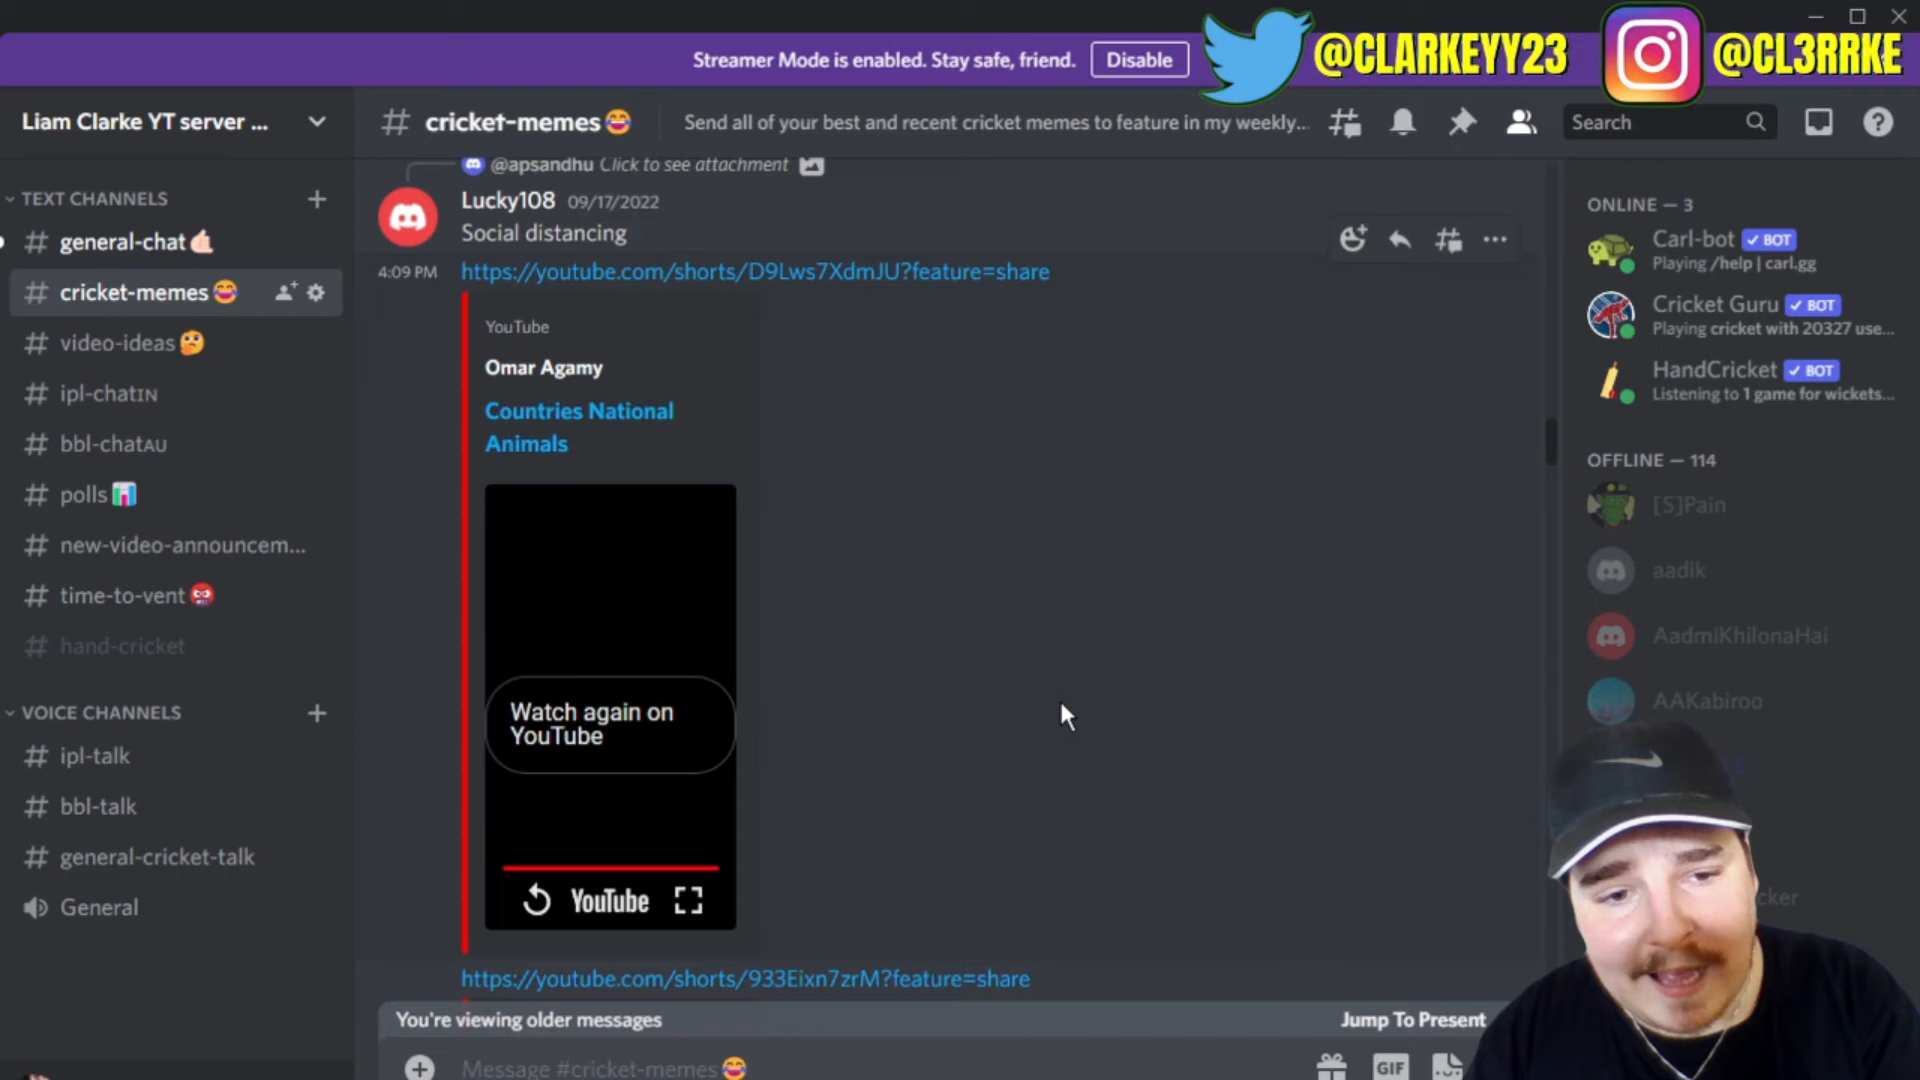 Streamer Mode is enabled. Stay safe, friend.
Disable
@CLARKEYY23
@CL3RRKE
Liam Clarke YT server ...
cricket-memes😂
Send all of your best and recent cricket memes to feature in my weekly...
Search
TEXT CHANNELS
general-chat🤙🏻
cricket-memes😂
video-ideas🤔
ipl-chatIN
bbl-chatAU
polls📊
new-video-announcem...
time-to-vent👹
hand-cricket
VOICE CHANNELS
ipl-talk
bbl-talk
general-cricket-talk
General
@apsandhu Click to see attachment
Lucky108 09/17/2022
Social distancing
4:09 PM https://youtube.com/shorts/D9Lws7XdmJU?feature=share
YouTube
Omar Agamy
Countries National
Animals
Watch again on
YouTube
YouTube
https://youtube.com/shorts/933Eixn7zrM?feature=share
You're viewing older messages
Jump To Present
Message #cricket-memes😂
GIF
ONLINE — 3
Carl-bot ✓ BOT
Playing /help | carl.gg
Cricket Guru ✓ BOT
Playing cricket with 20327 use...
HandCricket ✓ BOT
Listening to 1 game for wickets...
OFFLINE — 114
[S]Pain
aadik
AadmiKhilonaHai
AAKabiroo
cker